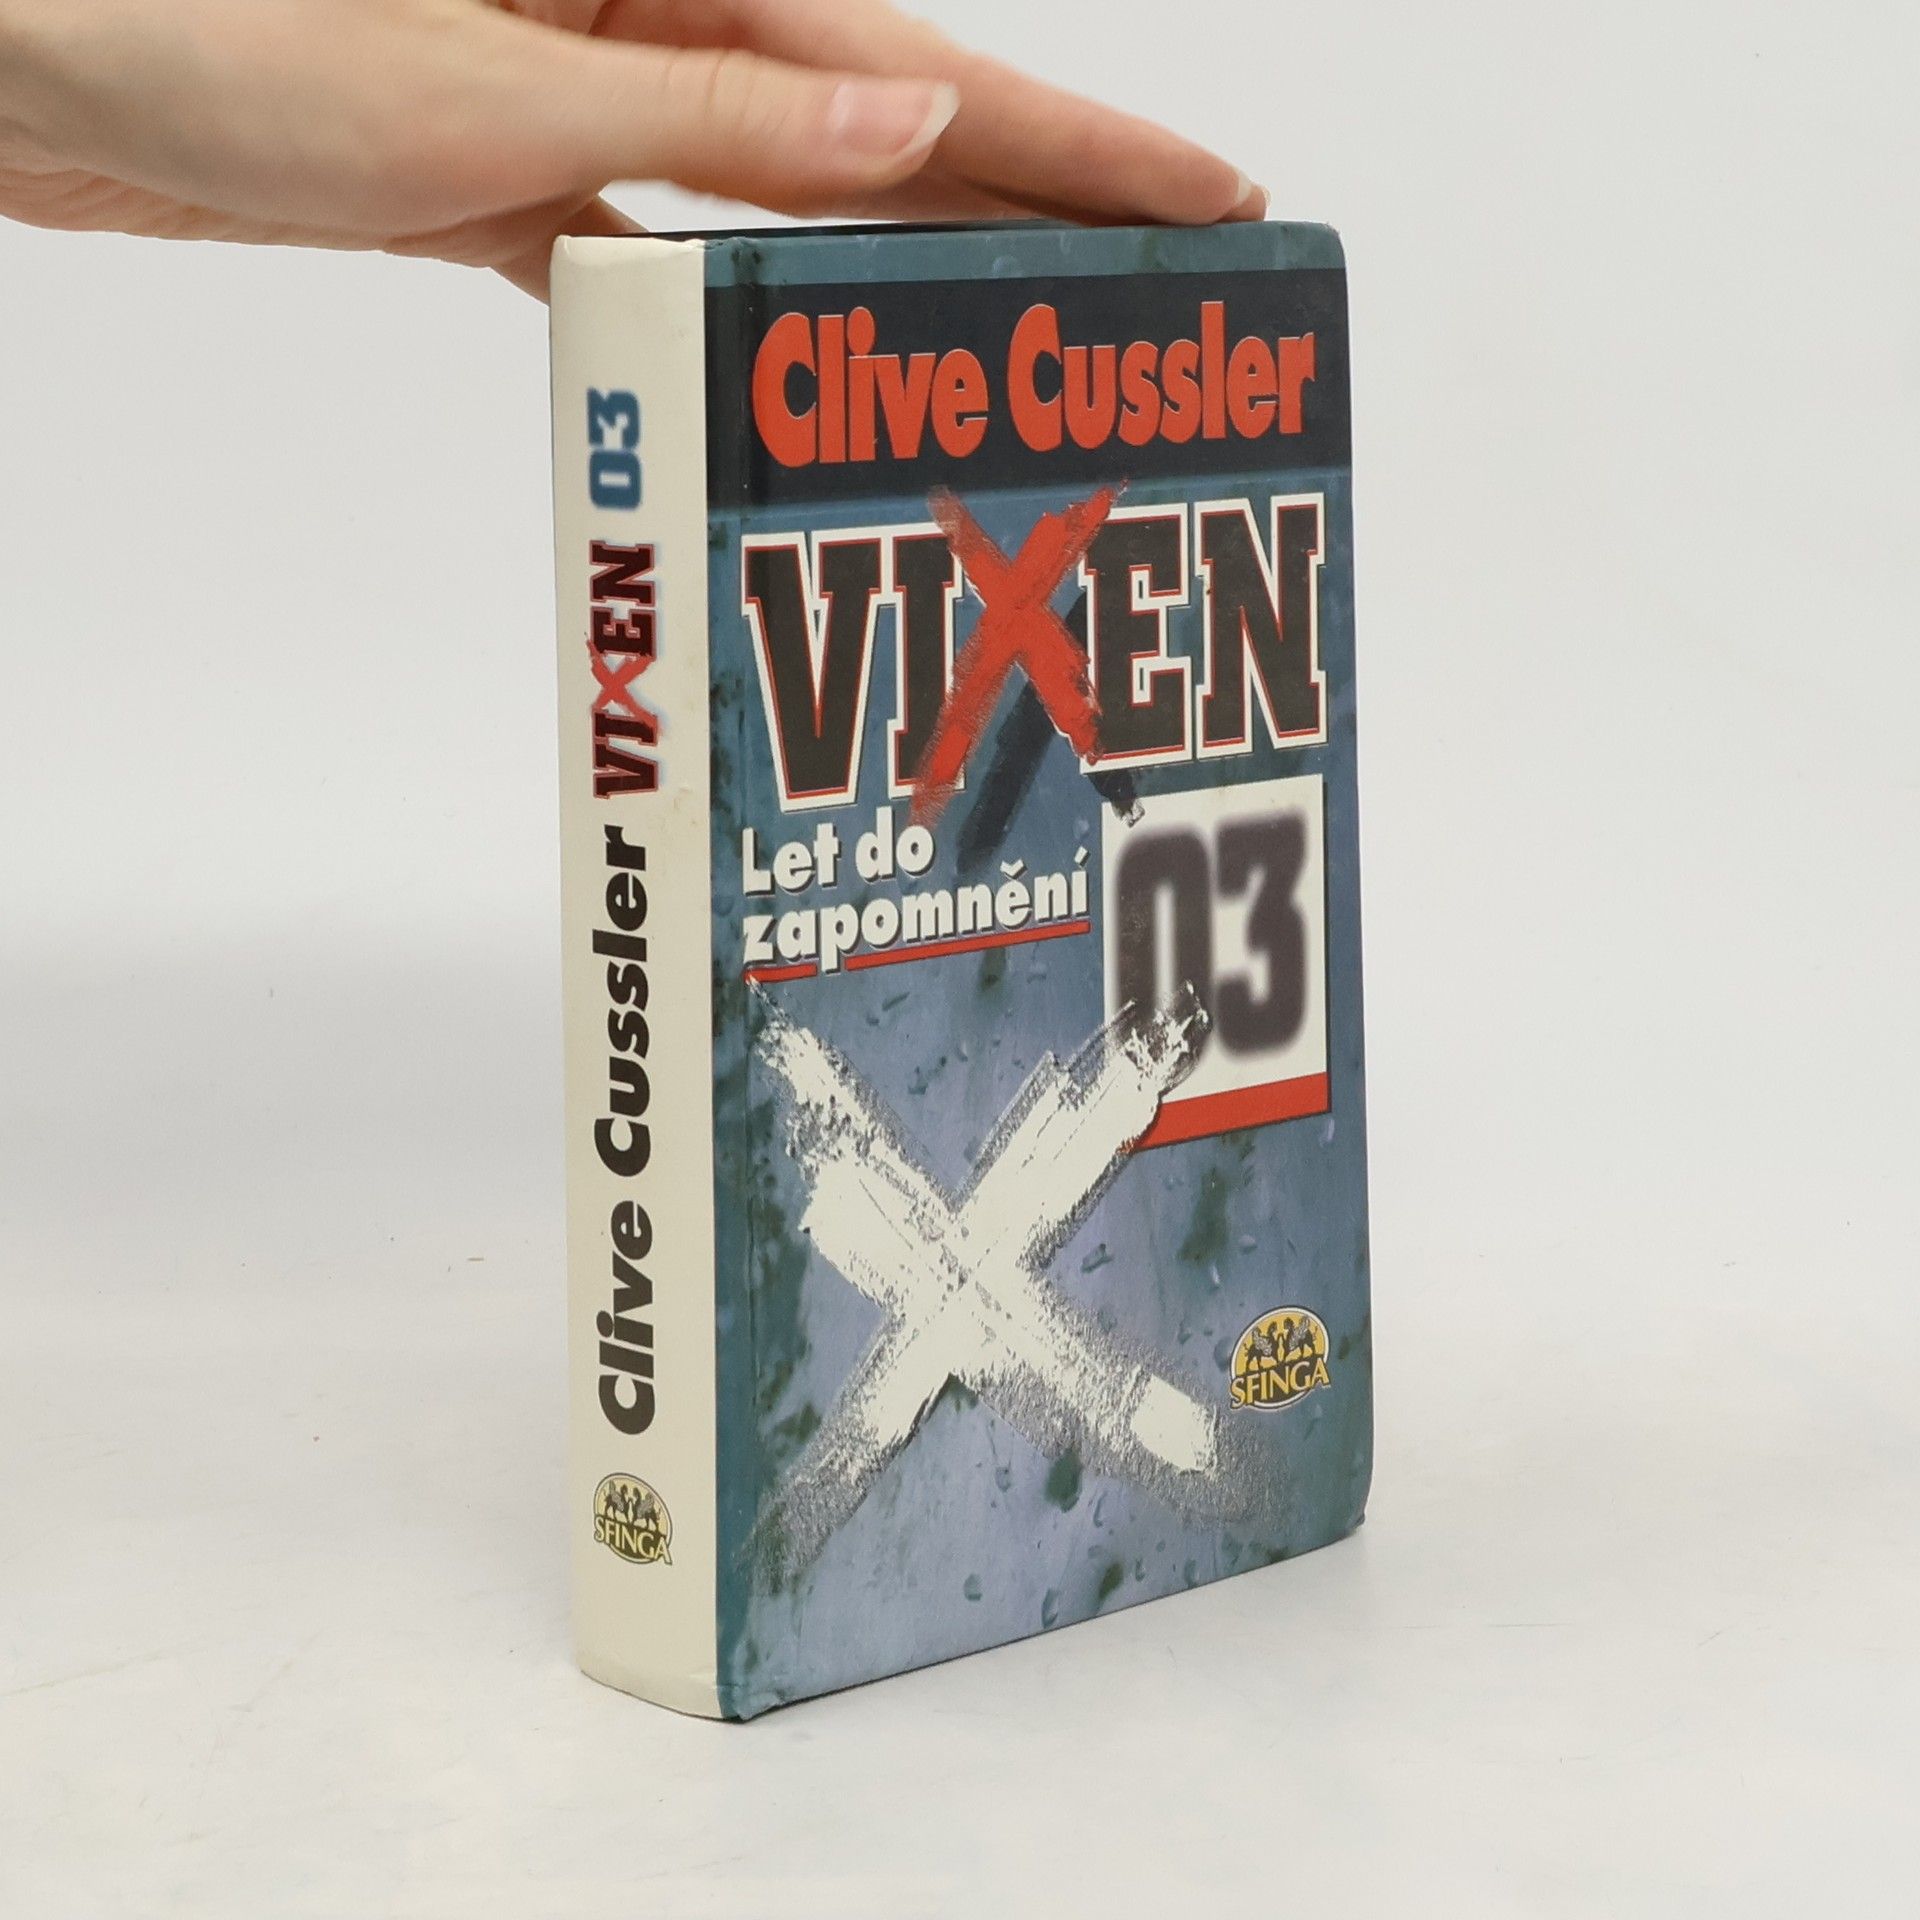 Clive Cussler VIXEN 03
SFINGA
Clive Cussler
VIXEN
03
Let do
zapomnění
SFINGA